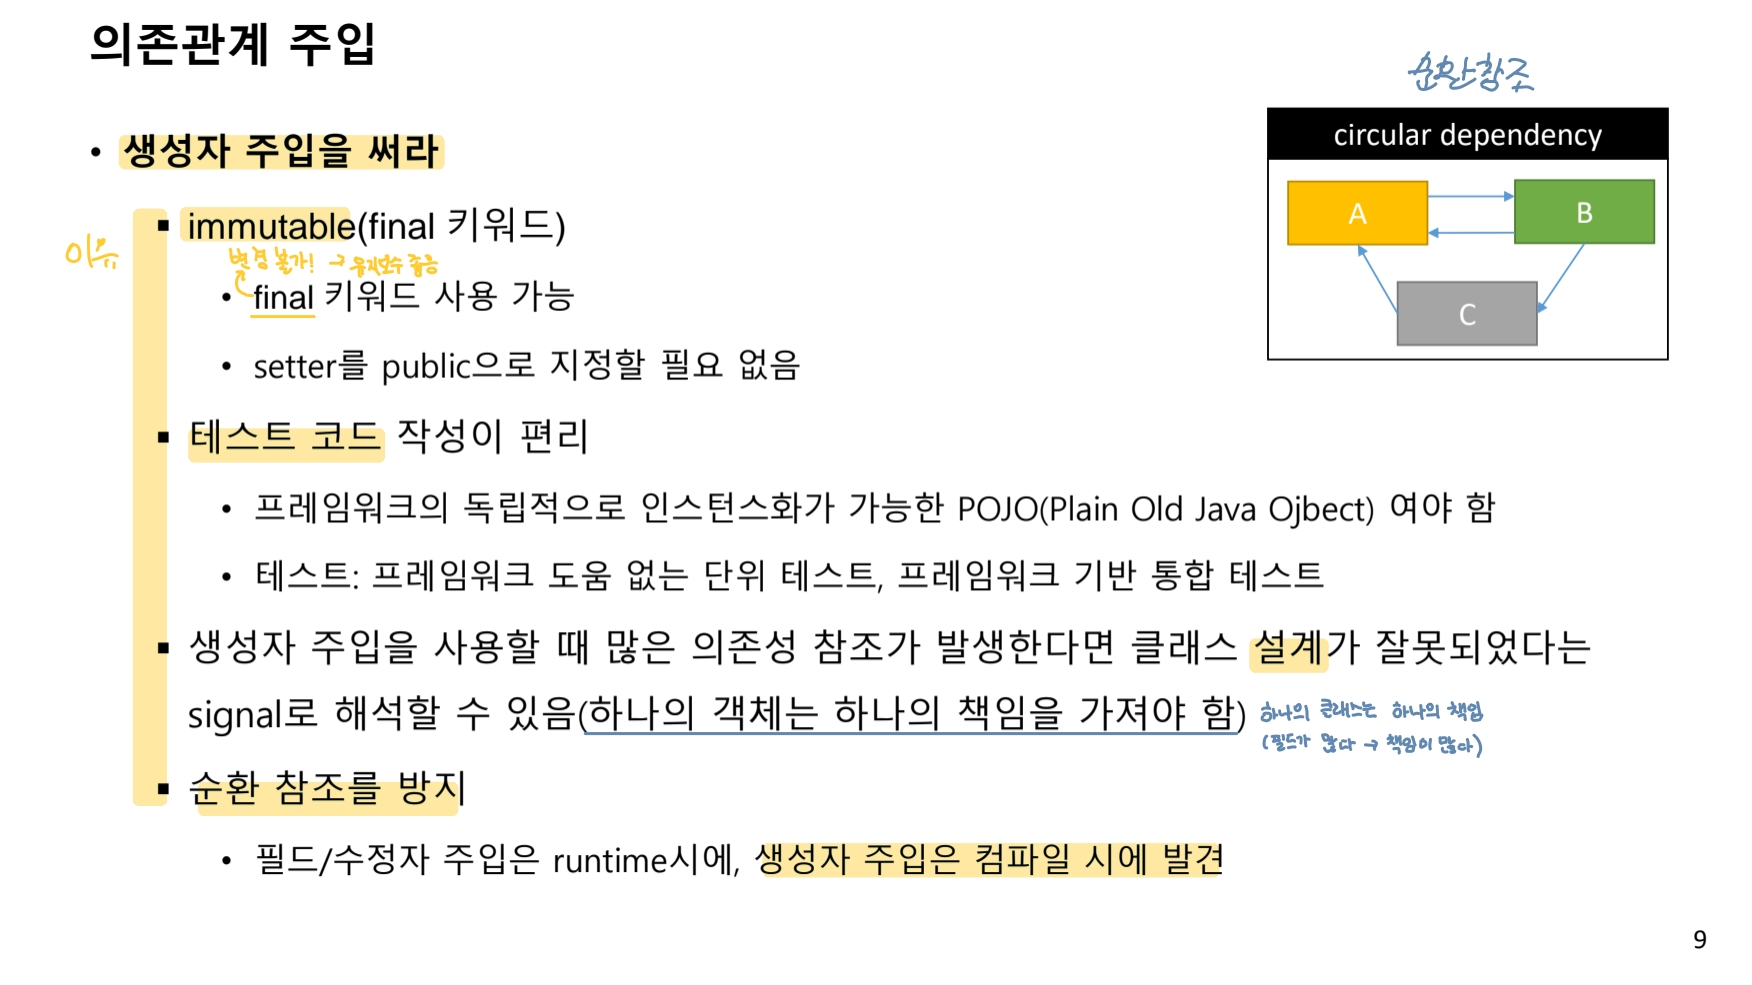 의존관계 주입
순환참조
circular dependency
A
B
C
• 생성자 주입을 써라
이유
▪ immutable(final 키워드)
변경 불가! → 유지보수 좋음
• final 키워드 사용 가능
• setter를 public으로 지정할 필요 없음
▪ 테스트 코드 작성이 편리
• 프레임워크의 독립적으로 인스턴스화가 가능한 POJO(Plain Old Java Ojbect) 여야 함
• 테스트: 프레임워크 도움 없는 단위 테스트, 프레임워크 기반 통합 테스트
▪ 생성자 주입을 사용할 때 많은 의존성 참조가 발생한다면 클래스 설계가 잘못되었다는
signal로 해석할 수 있음(하나의 객체는 하나의 책임을 가져야 함)
하나의 클래스는 하나의 책임
(필드가 많다 → 책임이 많다)
▪ 순환 참조를 방지
• 필드/수정자 주입은 runtime시에, 생성자 주입은 컴파일 시에 발견
9